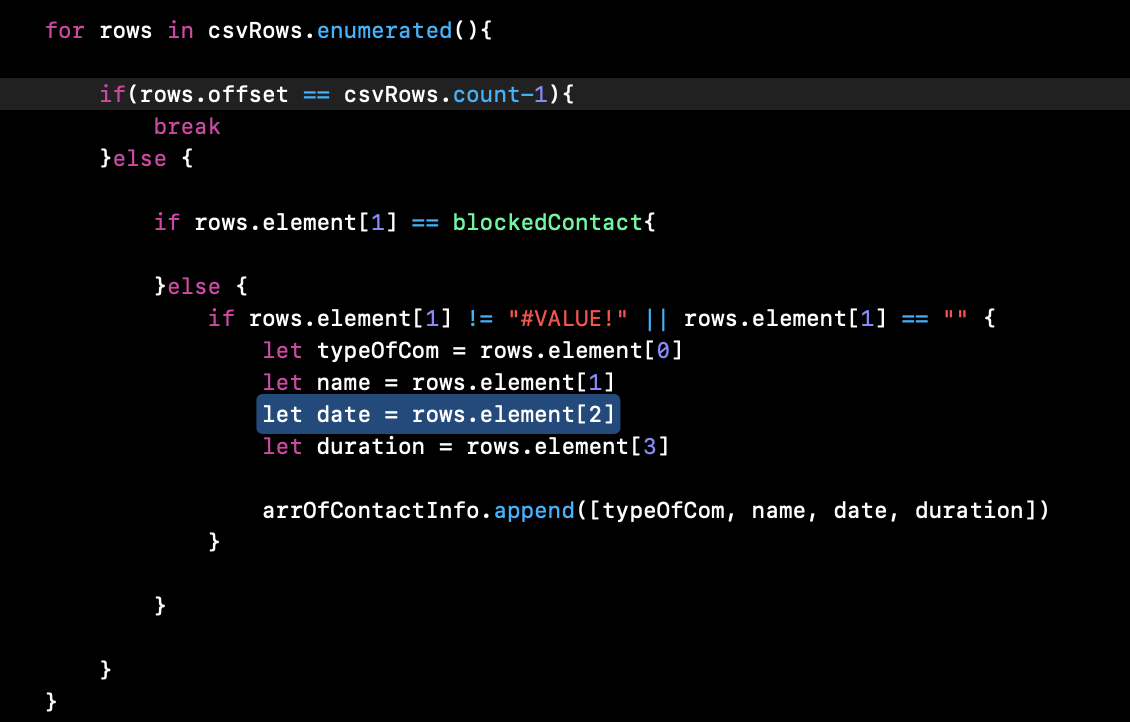 for rows in csvRows.enumerated(){
if(rows.offset == csvRows.count-1){
break
}else {
if rows.element[1] == blockedContact{
}else {
if rows.element[1] != "#VALUE!" || rows.element[1] == "" {
let typeOfCom = rows.element[0]
let name = rows.element[1]
let date = rows.element[2]
let duration = rows.element[3]
arrOfContactInfo.append([typeOfCom, name, date, duration])
}
}
}
}